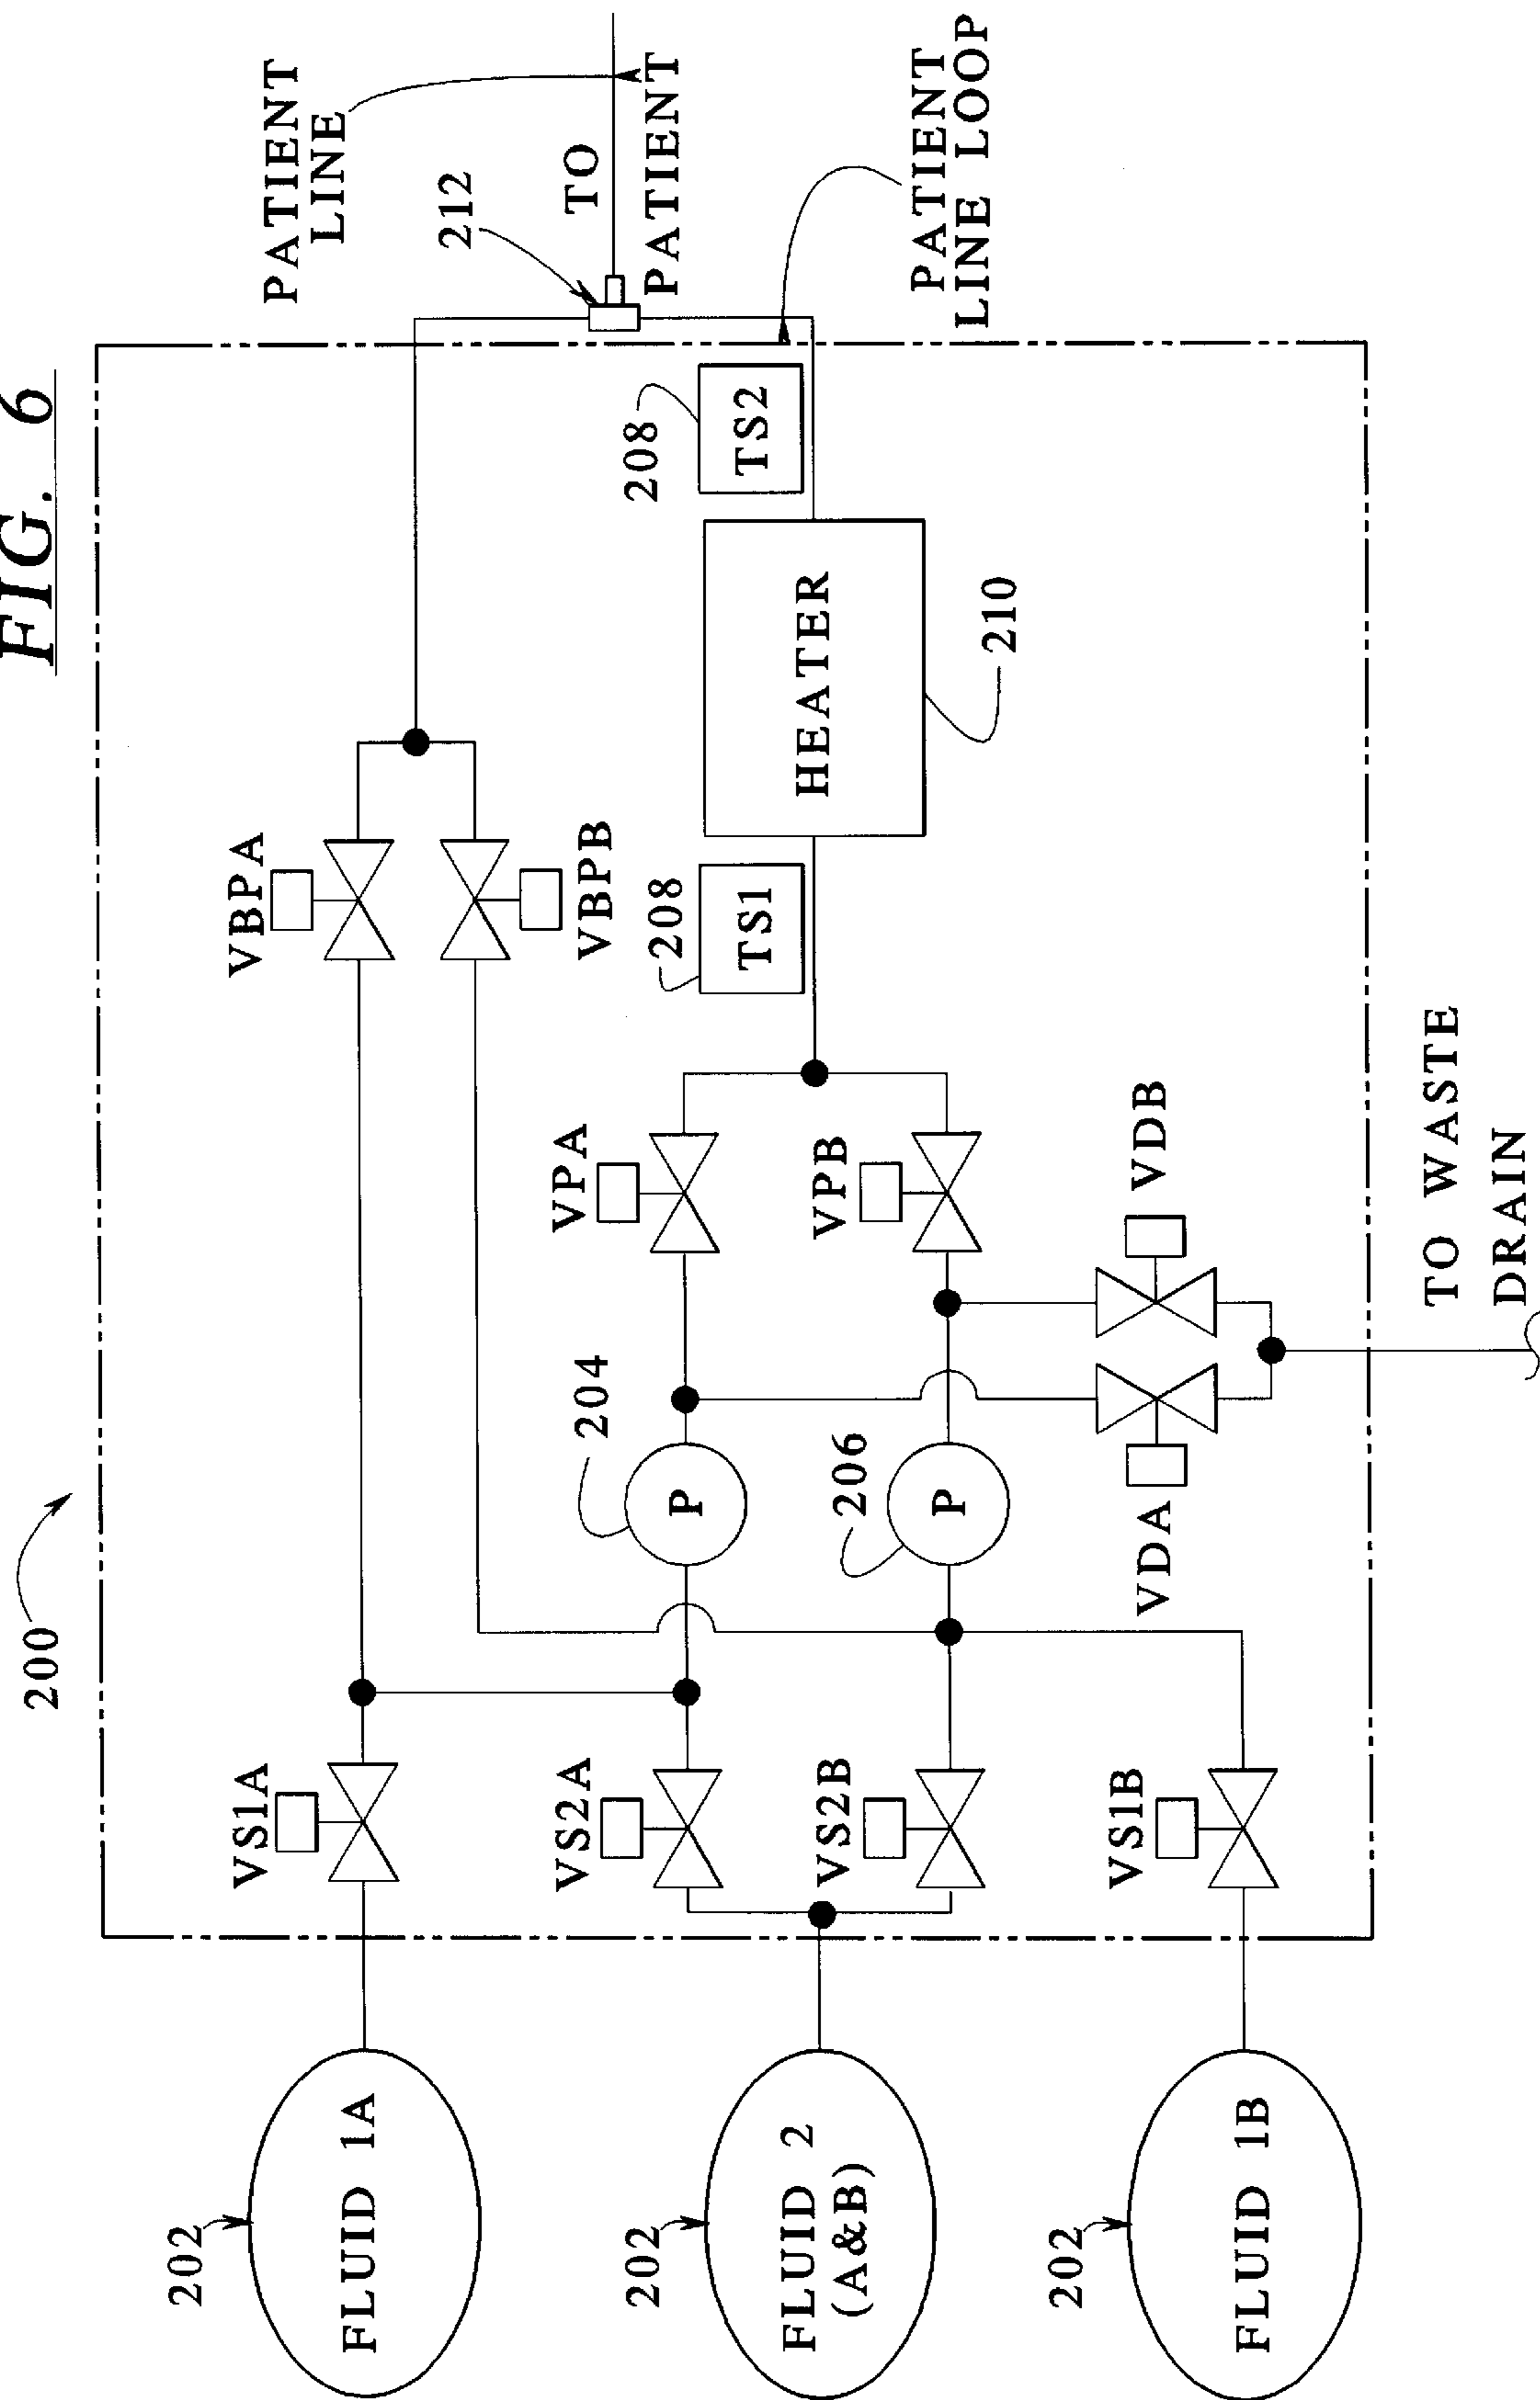 FIG. 6
200
PATIENT
LINE
212
TO
PATIENT
PATIENT
LINE LOOP
VBPA
VBPB
208
TS2
208
TS1
HEATER
210
VPA
VPB
204
P
206
P
VDA
VDB
TO WASTE
DRAIN
VS1A
VS2A
VS2B
VS1B
202
FLUID 1A
202
FLUID 2
(A&B)
202
FLUID 1B